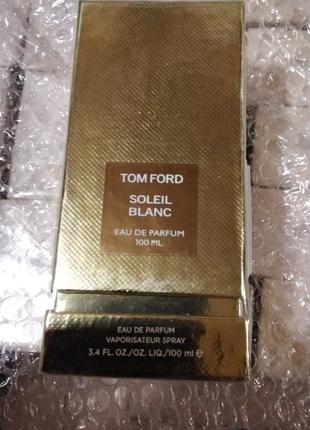 TOM FORD
SOLEIL
BLANC
EAU DE PARFUM
100 ML
EAU DE PARFUM
VAPORISATEUR SPRAY
3.4 FL.OZ./OZ. LIQ./100 ml ℮